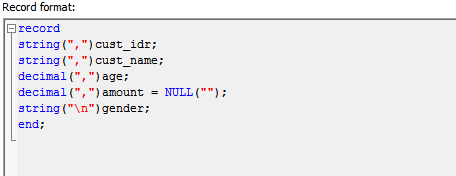 Record format:
record
string(",")cust_idr;
string(",")cust_name;
decimal(",")age;
decimal(",")amount = NULL("");
string("\n")gender;
end;